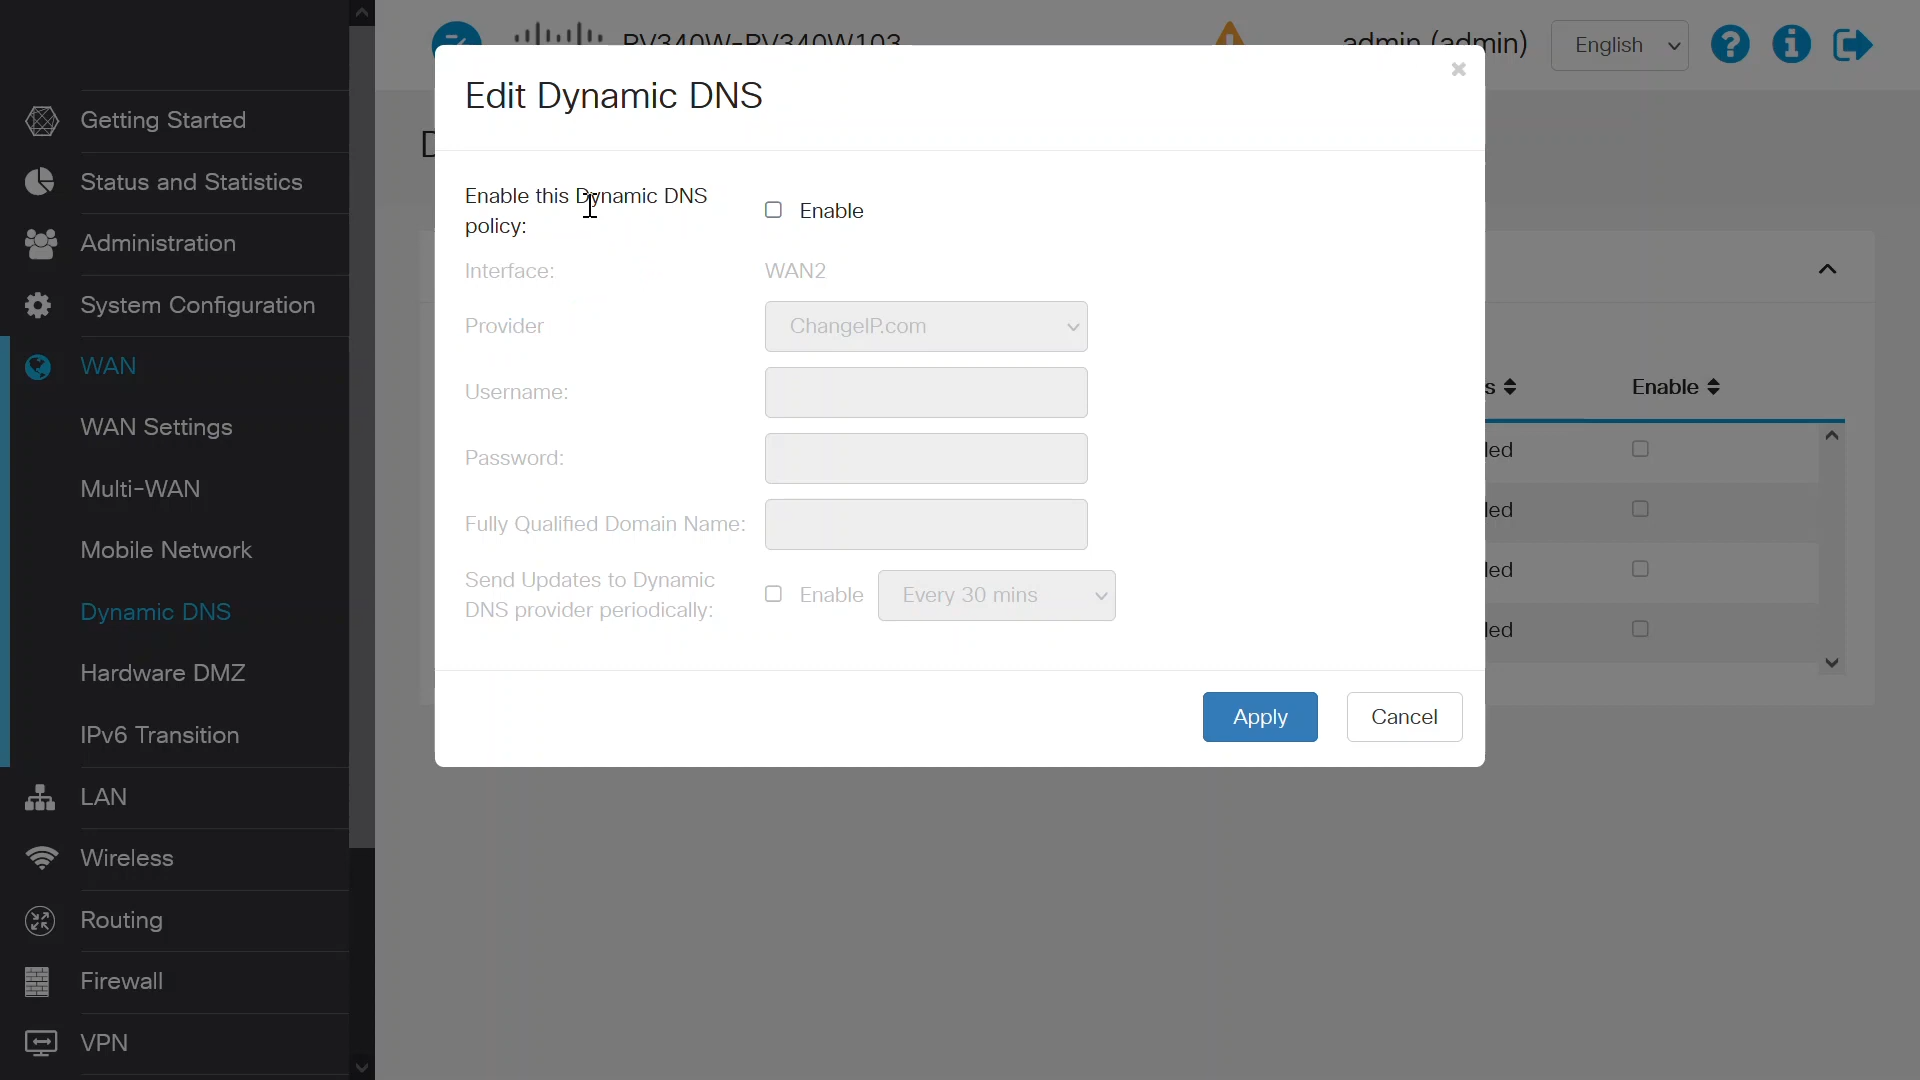 RV340W-RV340W103
admin (admin)
English
Getting Started
Status and Statistics
Administration
System Configuration
WAN
WAN Settings
Multi-WAN
Mobile Network
Dynamic DNS
Hardware DMZ
IPv6 Transition
LAN
Wireless
Routing
Firewall
VPN
D
Edit Dynamic DNS
Enable this Dynamic DNS
policy:
Enable
Interface: WAN2
Provider ChangeIP.com
Username:
Password:
Fully Qualified Domain Name:
Send Updates to Dynamic
DNS provider periodically:
Enable Every 30 mins
Apply Cancel
s Enable
led
led
led
led